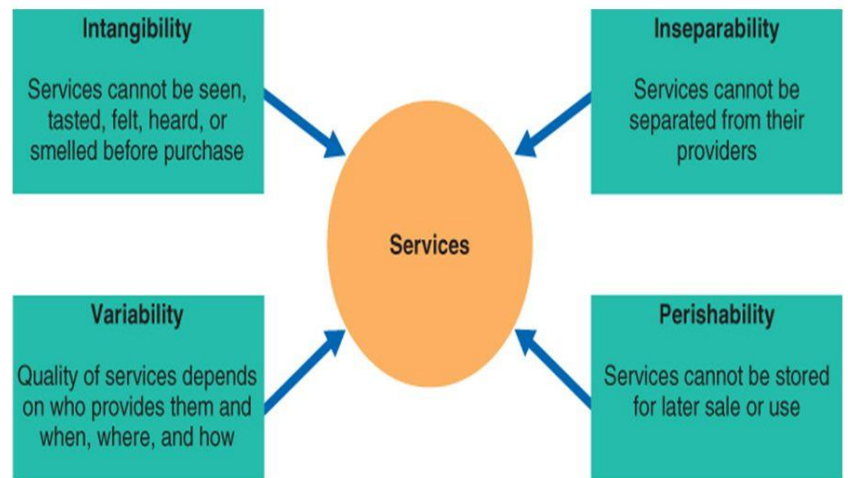 Intangibility
Services cannot be seen,
tasted, felt, heard, or
smelled before purchase
Inseparability
Services cannot be
separated from their
providers
Services
Variability
Quality of services depends
on who provides them and
when, where, and how
Perishability
Services cannot be stored
for later sale or use